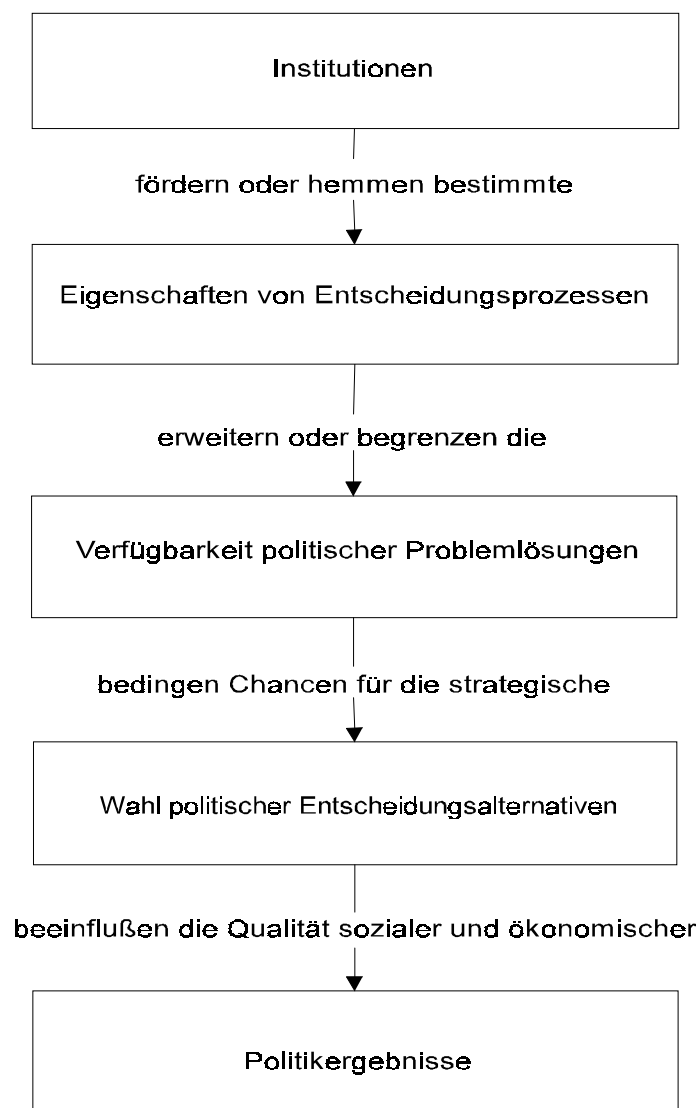 Institutionen
fördern oder hemmen bestimmte
Eigenschaften von Entscheidungsprozessen
erweitern oder begrenzen die
Verfügbarkeit politischer Problemlösungen
bedingen Chancen für die strategische
Wahl politischer Entscheidungsalternativen
beeinflußen die Qualität sozialer und ökonomischer
Politikergebnisse